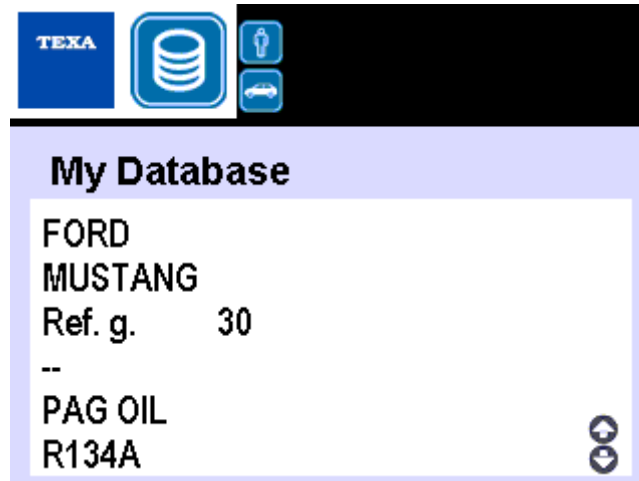 TEXA
My Database
FORD
MUSTANG
Ref. g. 30
--
PAG OIL
R134A